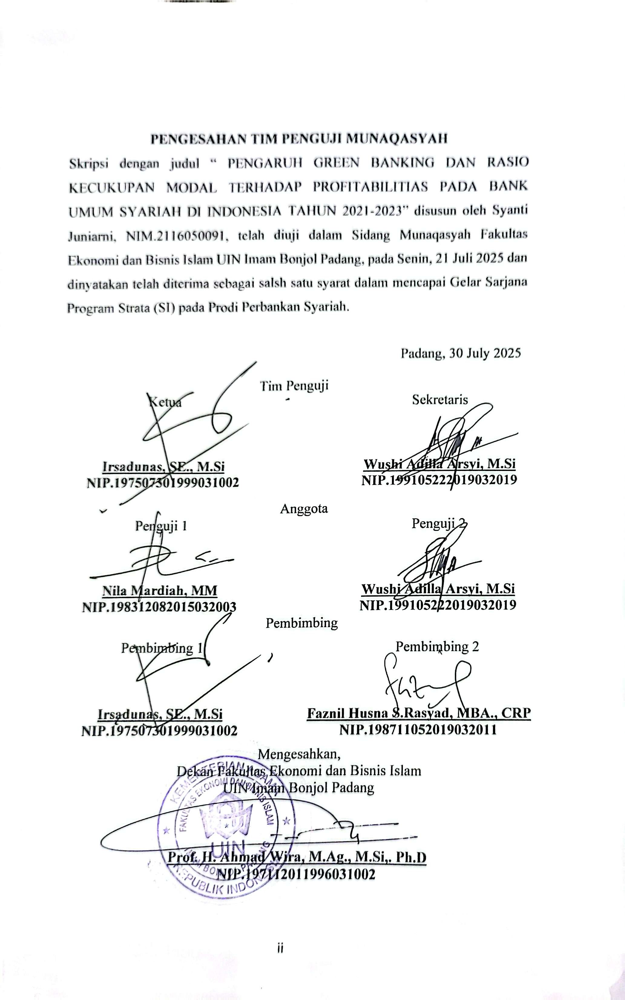 PENGESAHAN TIM PENGUJI MUNAQASYAH
Skripsi dengan judul “ PENGARUH GREEN BANKING DAN RASIO
KECUKUPAN MODAL TERHADAP PROFITABILITIAS PADA BANK
UMUM SYARIAH DI INDONESIA TAHUN 2021-2023” disusun oleh Syanti
Juniarni, NIM.2116050091, telah diuji dalam Sidang Munaqasyah Fakultas
Ekonomi dan Bisnis Islam UIN Imam Bonjol Padang, pada Senin, 21 Juli 2025 dan
dinyatakan telah diterima sebagai salsh satu syarat dalam mencapai Gelar Sarjana
Program Strata (SI) pada Prodi Perbankan Syariah.
Padang, 30 July 2025
Tim Penguji
Ketua Sekretaris
Irsadunas, SE., M.Si Wushi Adilla Arsyi, M.Si
NIP.197507301999031002 NIP.199105222019032019
Anggota
Penguji 1 Penguji 2
Nila Mardiah, MM Wushi Adilla Arsyi, M.Si
NIP.198312082015032003 NIP.199105222019032019
Pembimbing
Pembimbing 1 Pembimbing 2
Irsadunas, SE., M.Si Faznil Husna S.Rasyad, MBA., CRP
NIP.197507301999031002 NIP.198711052019032011
Mengesahkan,
Dekan Fakultas Ekonomi dan Bisnis Islam
UIN Imam Bonjol Padang
KEMENTERIAN AGAMA
FAKULTAS EKONOMI DAN BISNIS ISLAM
UIN
IMAM BONJOL PADANG
REPUBLIK INDONESIA
Prof. H. Ahmad Wira, M.Ag., M.Si,. Ph.D
NIP.197112011996031002
ii